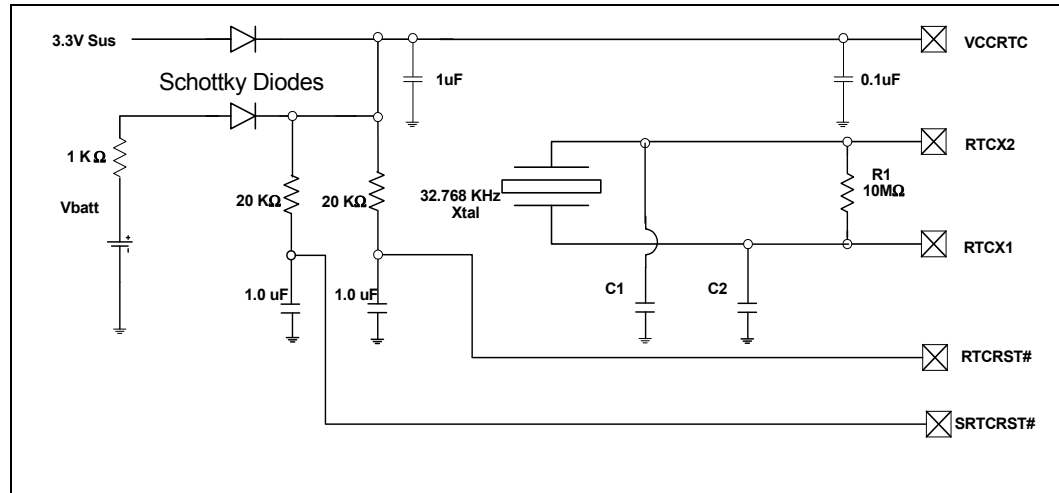 3.3V Sus
VCCRTC
1uF
0.1uF
Schottky Diodes
1 KΩ
RTCX2
R1
10MΩ
20 KΩ
20 KΩ
32.768 KHz
Xtal
Vbatt
+
-
RTCX1
1.0 uF
1.0 uF
C1
C2
RTCRST#
SRTCRST#